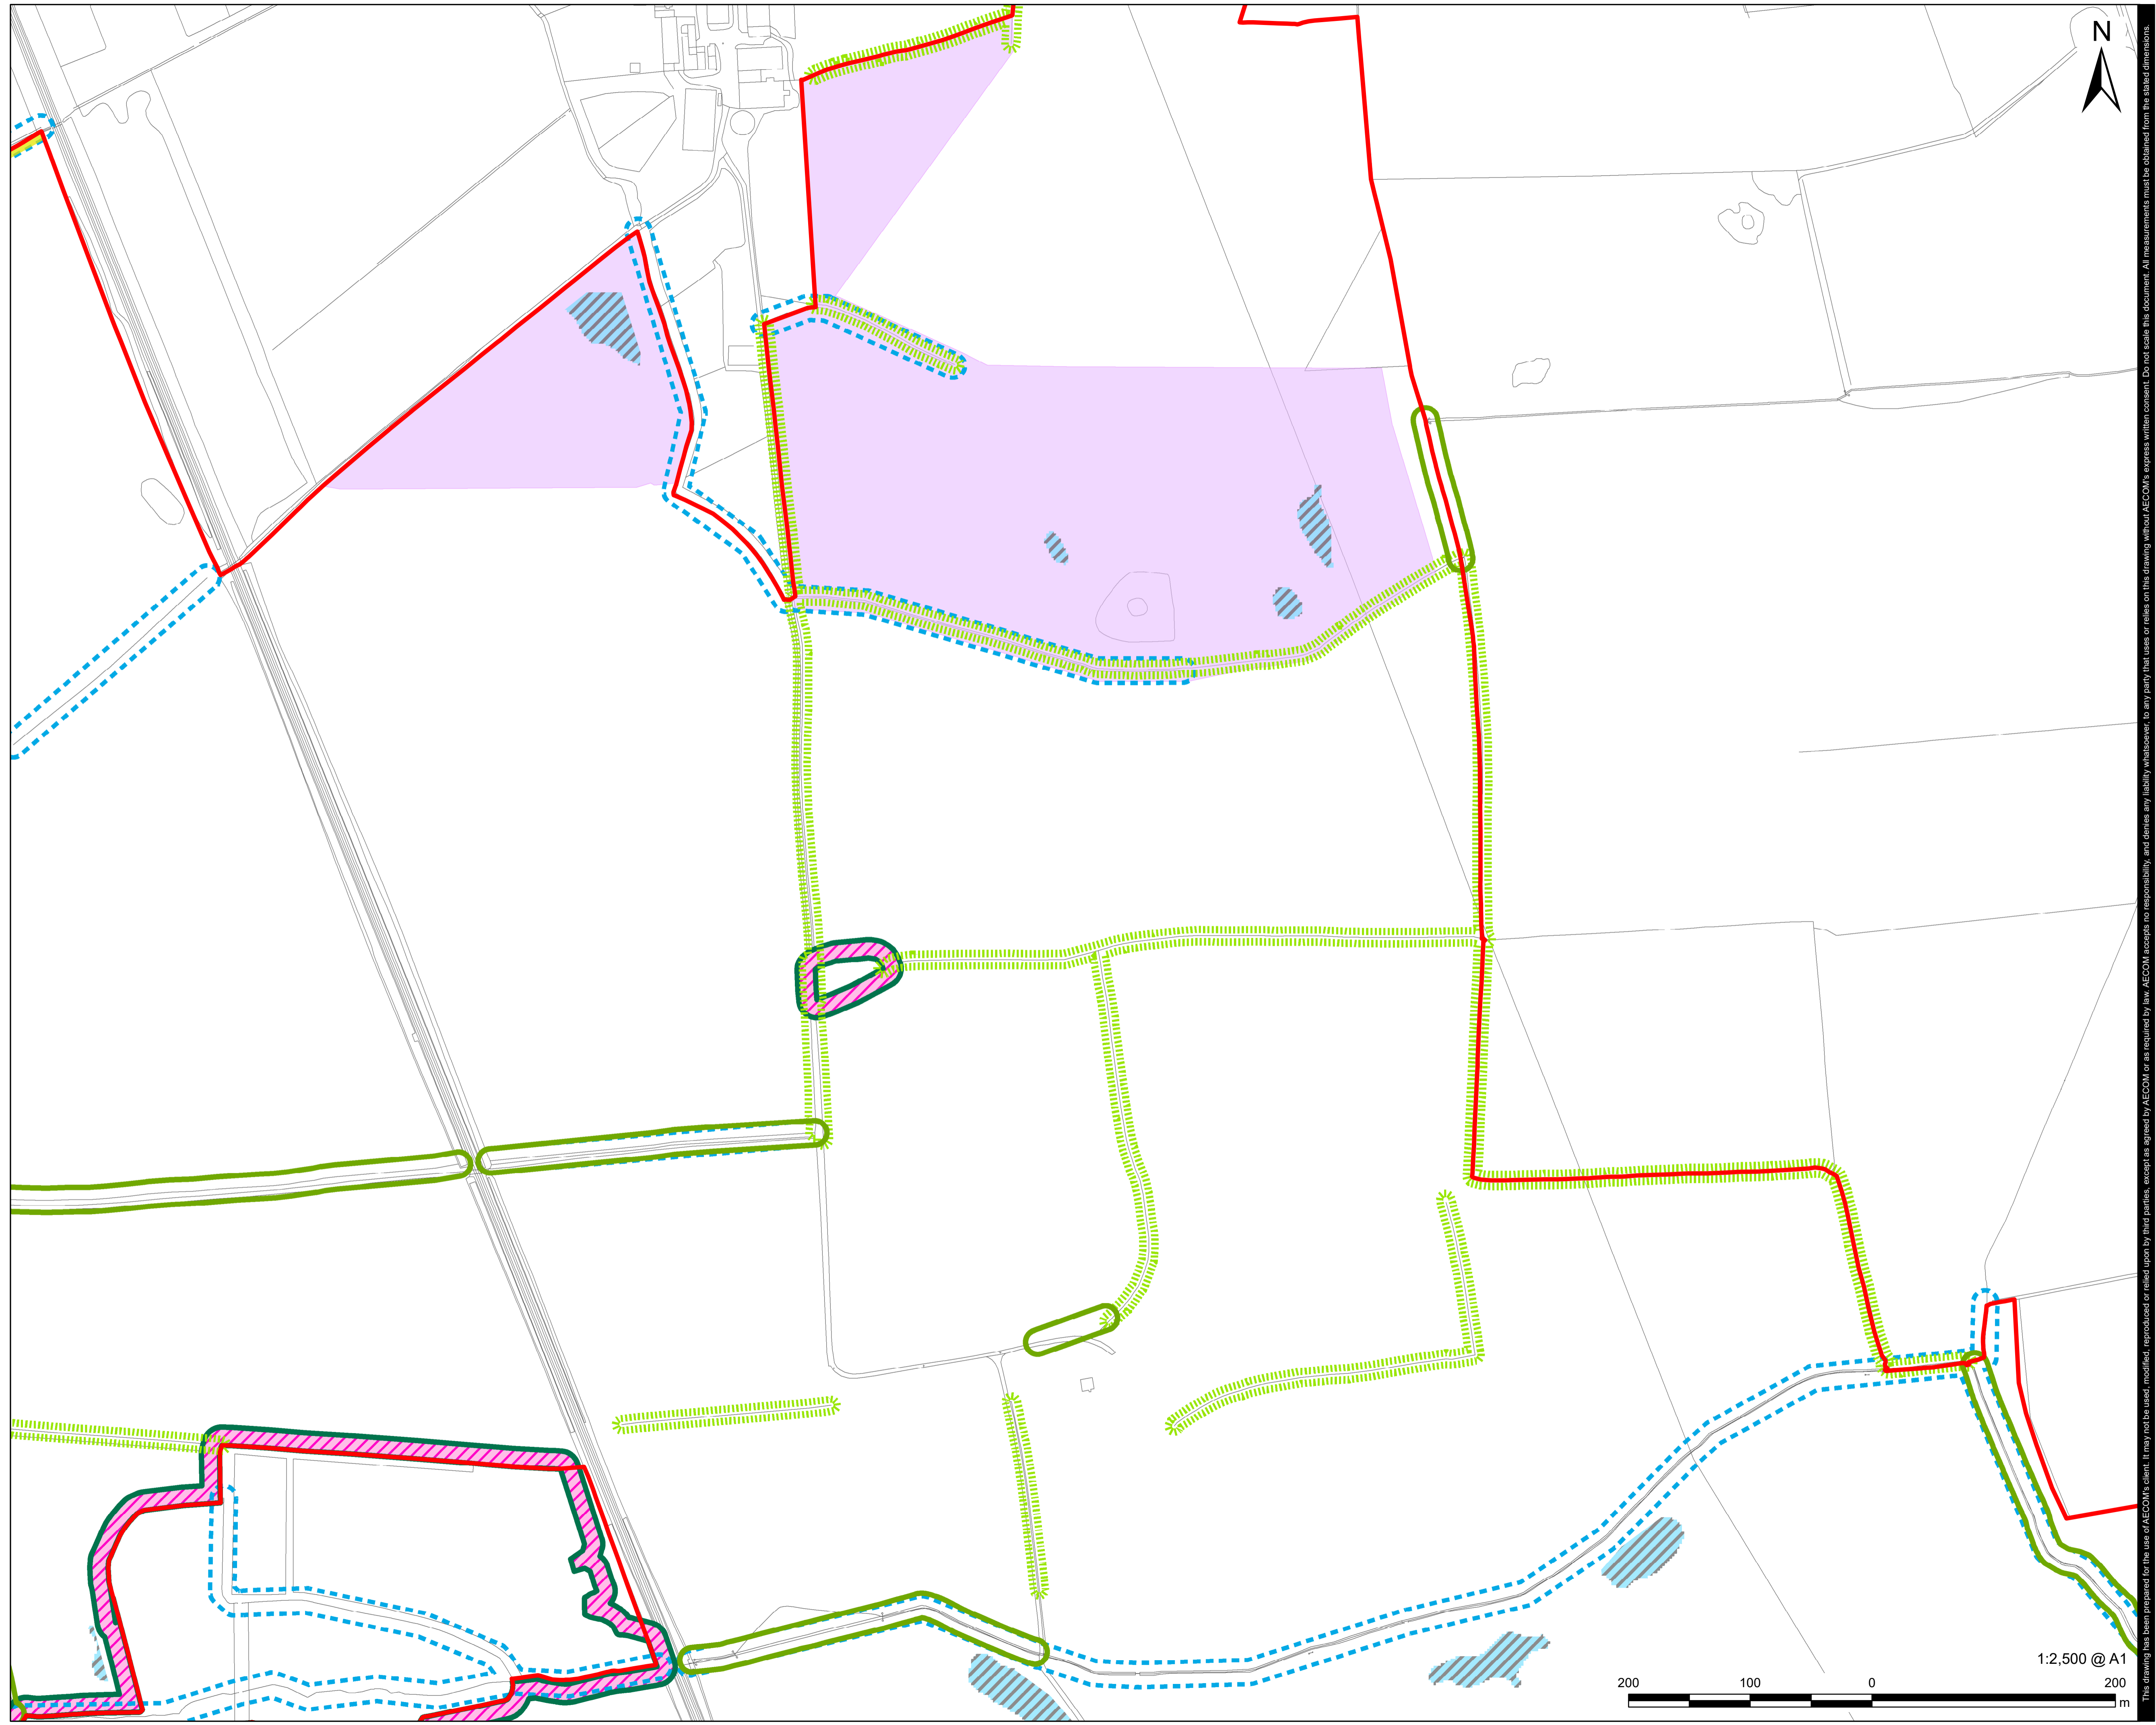 N
This drawing has been prepared for the use of AECOM's client. It may not be used, modified, reproduced or relied upon by third parties, except as agreed by AECOM or as required by law. AECOM accepts no responsibility, and denies any liability whatsoever, to any party that uses or relies on this drawing without AECOM's express written consent. Do not scale this document. All measurements must be obtained from the stated dimensions.
1:2,500 @ A1
200 100 0 200
m